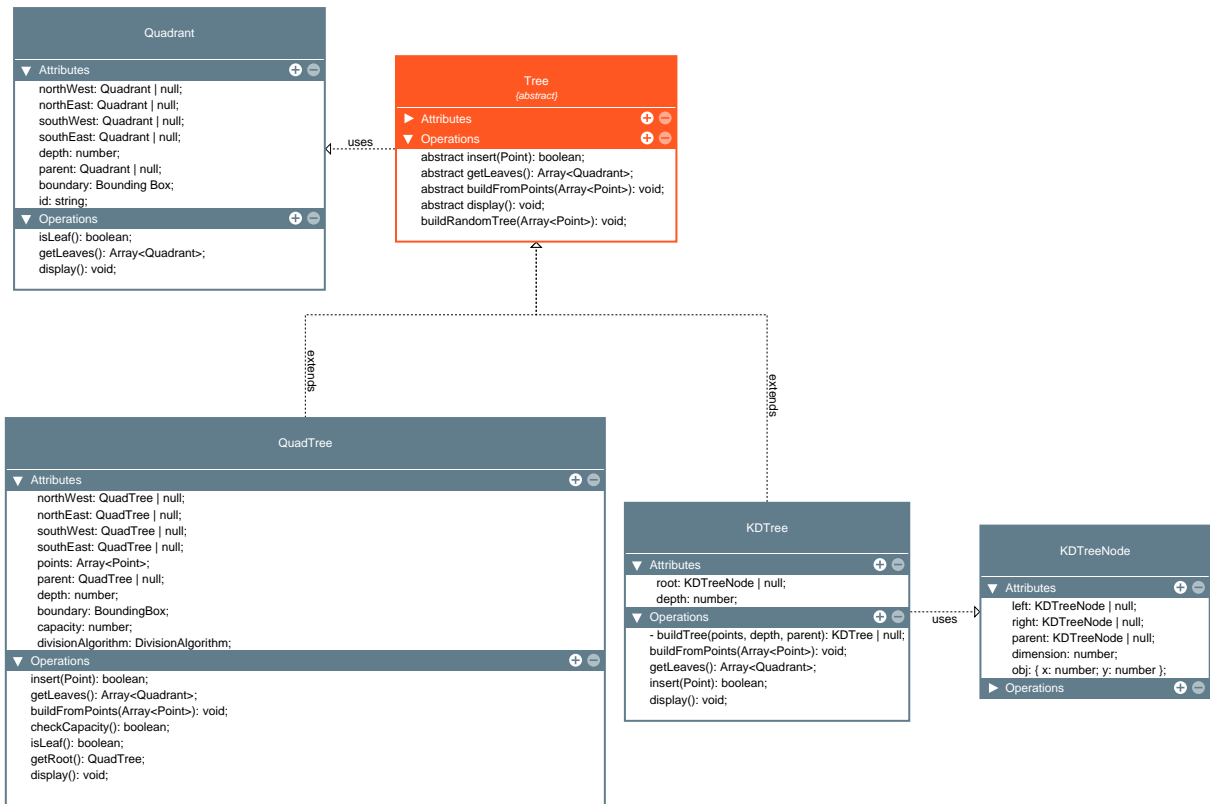 Quadrant
Attributes
northWest: Quadrant | null;
northEast: Quadrant | null;
southWest: Quadrant | null;
southEast: Quadrant | null;
depth: number;
parent: Quadrant | null;
boundary: Bounding Box;
id: string;
Operations
isLeaf(): boolean;
getLeaves(): Array<Quadrant>;
display(): void;
uses
Tree
{abstract}
Attributes
Operations
abstract insert(Point): boolean;
abstract getLeaves(): Array<Quadrant>;
abstract buildFromPoints(Array<Point>): void;
abstract display(): void;
buildRandomTree(Array<Point>): void;
extends
extends
QuadTree
Attributes
northWest: QuadTree | null;
northEast: QuadTree | null;
southWest: QuadTree | null;
southEast: QuadTree | null;
points: Array<Point>;
parent: QuadTree | null;
depth: number;
boundary: BoundingBox;
capacity: number;
divisionAlgorithm: DivisionAlgorithm;
Operations
insert(Point): boolean;
getLeaves(): Array<Quadrant>;
buildFromPoints(Array<Point>): void;
checkCapacity(): boolean;
isLeaf(): boolean;
getRoot(): QuadTree;
display(): void;
KDTree
Attributes
root: KDTreeNode | null;
depth: number;
Operations
- buildTree(points, depth, parent): KDTree | null;
buildFromPoints(Array<Point>): void;
getLeaves(): Array<Quadrant>;
insert(Point): boolean;
display(): void;
uses
KDTreeNode
Attributes
left: KDTreeNode | null;
right: KDTreeNode | null;
parent: KDTreeNode | null;
dimension: number;
obj: { x: number; y: number };
Operations